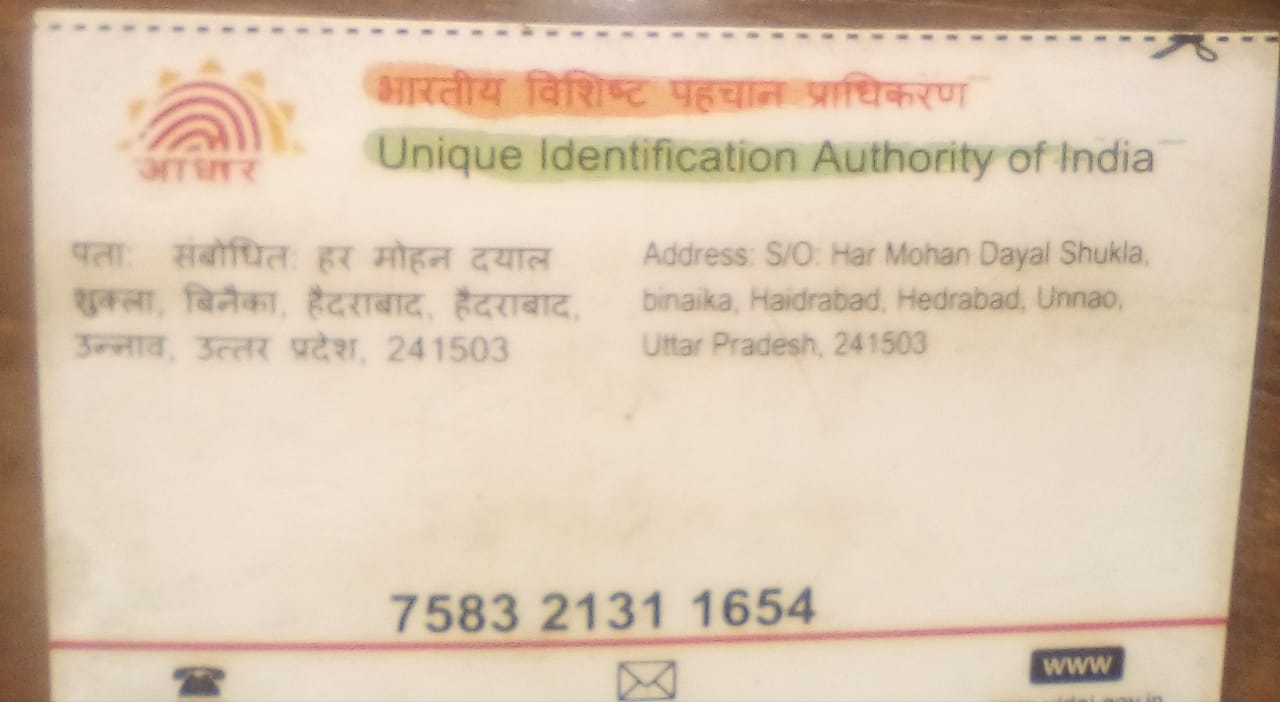 आधार
भारतीय विशिष्ट पहचान प्राधिकरण
Unique Identification Authority of India
पता: संबोधित: हर मोहन दयाल
शुक्ला, बिनैका, हैदराबाद, हैदराबाद,
उन्नाव, उत्तर प्रदेश, 241503
Address: S/O: Har Mohan Dayal Shukla,
binaika, Haidrabad, Hedrabad, Unnao,
Uttar Pradesh, 241503
7583 2131 1654
www